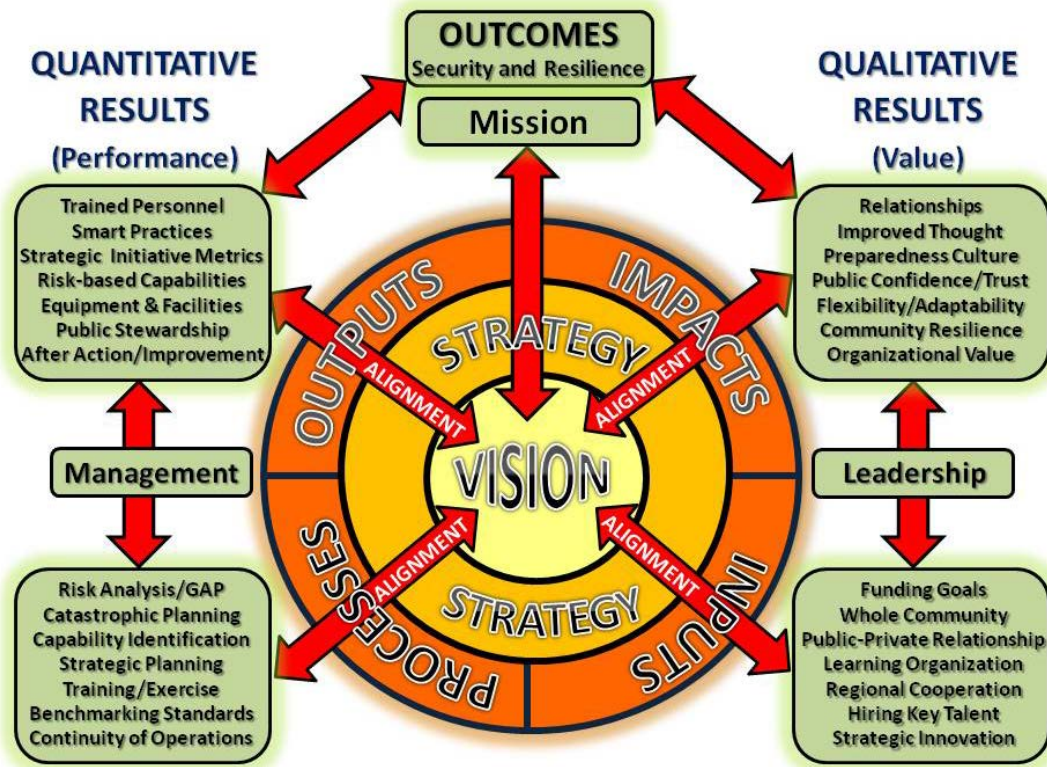 OUTCOMES
Security and Resilience
Mission
QUANTITATIVE
RESULTS
(Performance)
Trained Personnel
Smart Practices
Strategic Initiative Metrics
Risk-based Capabilities
Equipment & Facilities
Public Stewardship
After Action/Improvement
QUALITATIVE
RESULTS
(Value)
Relationships
Improved Thought
Preparedness Culture
Public Confidence/Trust
Flexibility/Adaptability
Community Resilience
Organizational Value
OUTPUTS
IMPACTS
STRATEGY
ALIGNMENT
ALIGNMENT
VISION
Management
Leadership
ALIGNMENT
ALIGNMENT
STRATEGY
PROCESSES
INPUTS
Risk Analysis/GAP
Catastrophic Planning
Capability Identification
Strategic Planning
Training/Exercise
Benchmarking Standards
Continuity of Operations
Funding Goals
Whole Community
Public-Private Relationship
Learning Organization
Regional Cooperation
Hiring Key Talent
Strategic Innovation